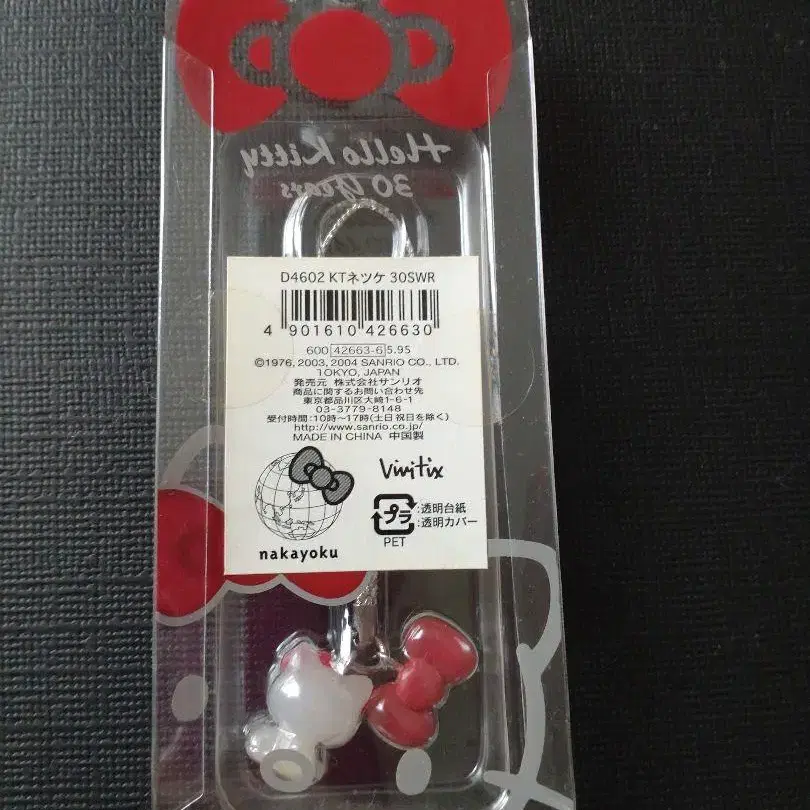 Hello Kitty
30 Years
D4602 KTネツケ 30SWR
4 901610 426630
600 42663-6 5.95
©1976, 2003, 2004 SANRIO CO., LTD.
TOKYO, JAPAN
発売元 株式会社サンリオ
商品に関するお問い合わせ先
東京都品川区大崎1-6-1
03-3779-8148
受付時間:10時〜17時(土日祝日を除く)
http://www.sanrio.co.jp/
MADE IN CHINA 中国製
Vivitix
nakayoku
プラ
:透明台紙
:透明カバー
PET